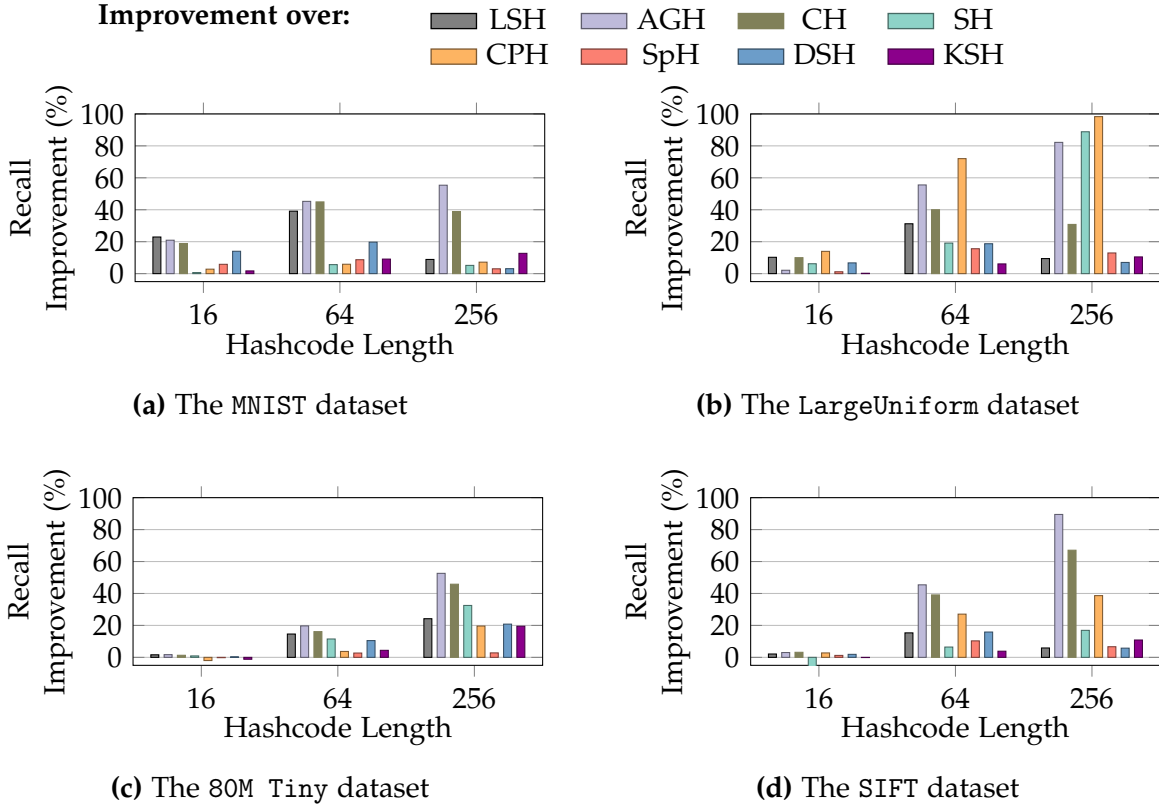 Improvement over:
LSH AGH CH SH
CPH SpH DSH KSH
Recall
Improvement (%)
100
80
60
40
20
0
16 64 256
Hashcode Length
(a) The MNIST dataset
Recall
Improvement (%)
100
80
60
40
20
0
16 64 256
Hashcode Length
(b) The LargeUniform dataset
Recall
Improvement (%)
100
80
60
40
20
0
16 64 256
Hashcode Length
(c) The 80M Tiny dataset
Recall
Improvement (%)
100
80
60
40
20
0
16 64 256
Hashcode Length
(d) The SIFT dataset